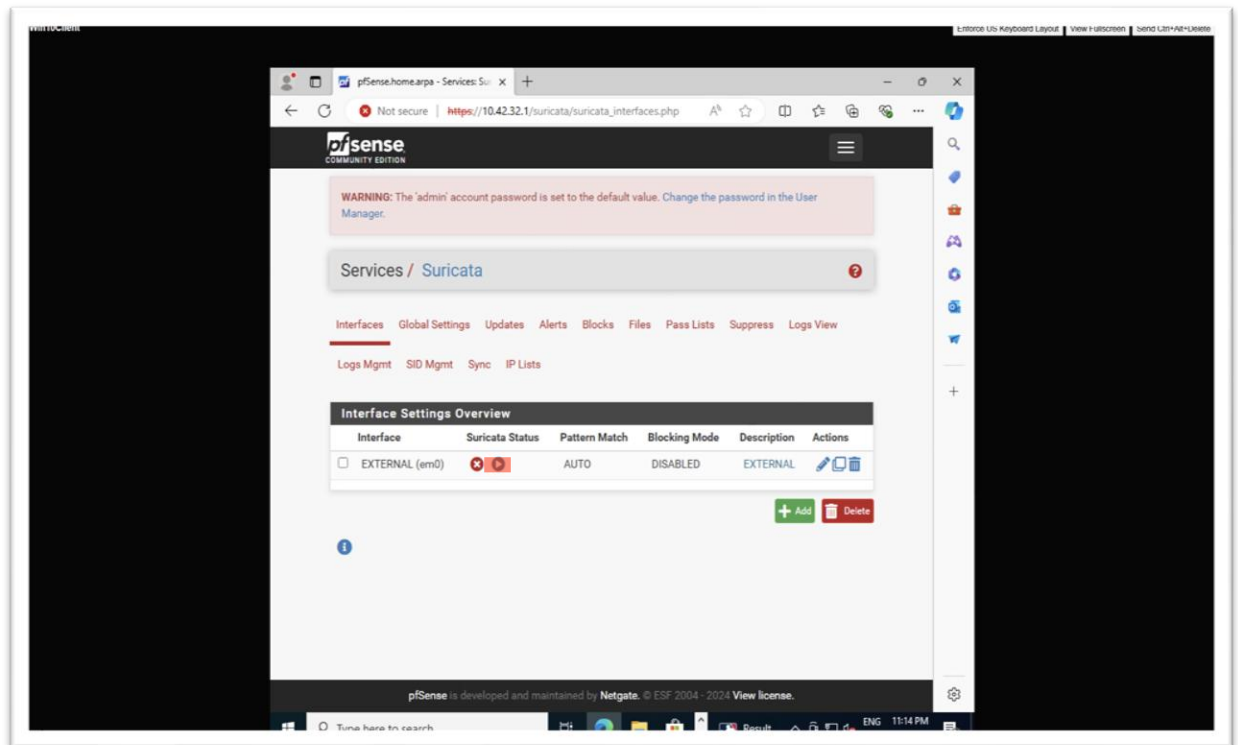 Win10Client
Enforce US Keyboard Layout View Fullscreen Send Ctrl+Alt+Delete
pfSense.home.arpa - Services: Su
Not secure https://10.42.32.1/suricata/suricata_interfaces.php
pfsense
COMMUNITY EDITION
WARNING: The 'admin' account password is set to the default value. Change the password in the User
Manager.
Services / Suricata
Interfaces Global Settings Updates Alerts Blocks Files Pass Lists Suppress Logs View
Logs Mgmt SID Mgmt Sync IP Lists
Interface Settings Overview
Interface Suricata Status Pattern Match Blocking Mode Description Actions
EXTERNAL (em0) AUTO DISABLED EXTERNAL
Add Delete
pfSense is developed and maintained by Netgate. © ESF 2004 - 2024 View license.
Type here to search Result ENG 11:14 PM